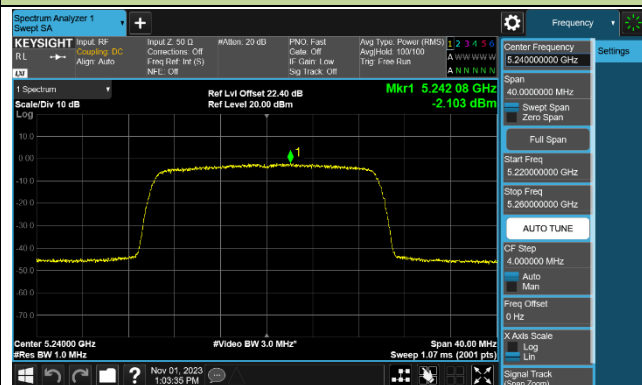 Spectrum Analyzer 1
Swept SA
+
Frequency
KEYSIGHT
RL
LXI
Input: RF
Coupling: DC
Align: Auto
Input Z: 50 Ω
Corrections: Off
Freq Ref: Int (S)
NFE: Off
#Atten: 20 dB
PNO: Fast
Gate: Off
IF Gain: Low
Sig Track: Off
Avg Type: Power (RMS)
Avg|Hold: 100/100
Trig: Free Run
1 2 3 4 5 6
A W W W W W
A N N N N N
1 Spectrum
Scale/Div 10 dB
Log
Ref Lvl Offset 22.40 dB
Ref Level 20.00 dBm
Mkr1 5.242 08 GHz
-2.103 dBm
10.0
0.00
-10.0
-20.0
-30.0
-40.0
-50.0
-60.0
-70.0
1
Center 5.24000 GHz
#Res BW 1.0 MHz
#Video BW 3.0 MHz*
Span 40.00 MHz
Sweep 1.07 ms (2001 pts)
Center Frequency
5.240000000 GHz
Span
40.0000000 MHz
Swept Span
Zero Span
Full Span
Start Freq
5.220000000 GHz
Stop Freq
5.260000000 GHz
AUTO TUNE
CF Step
4.000000 MHz
Auto
Man
Freq Offset
0 Hz
X Axis Scale
Log
Lin
Signal Track
(Span Zoom)
Settings
?
Nov 01, 2023
1:03:35 PM